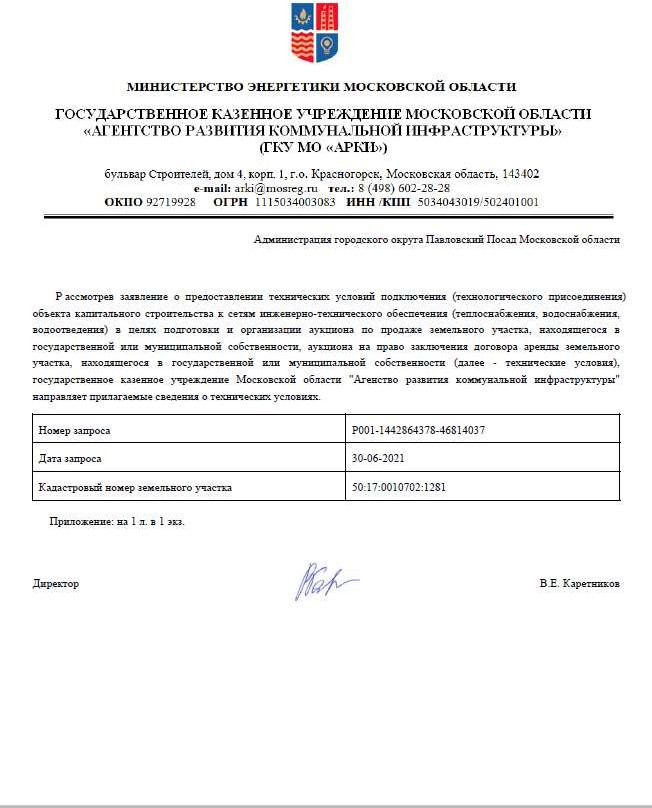 МИНИСТЕРСТВО ЭНЕРГЕТИКИ МОСКОВСКОЙ ОБЛАСТИ
ГОСУДАРСТВЕННОЕ КАЗЕННОЕ УЧРЕЖДЕНИЕ МОСКОВСКОЙ ОБЛАСТИ
«АГЕНТСТВО РАЗВИТИЯ КОММУНАЛЬНОЙ ИНФРАСТРУКТУРЫ»
(ГКУ МО «АРКИ»)
бульвар Строителей, дом 4, корп. 1, г.о. Красногорск, Московская область, 143402
e-mail: arki@mosreg.ru тел.: 8 (498) 602-28-28
ОКПО 92719928 ОГРН 1115034003083 ИНН /КПП 5034043019/502401001
Администрация городского округа Павловский Посад Московской области
Рассмотрев заявление о предоставлении технических условий подключения (технологического присоединения)
объекта капитального строительства к сетям инженерно-технического обеспечения (теплоснабжения, водоснабжения,
водоотведения) в целях подготовки и организации аукциона по продаже земельного участка, находящегося в
государственной или муниципальной собственности, аукциона на право заключения договора аренды земельного
участка, находящегося в государственной или муниципальной собственности (далее - технические условия),
государственное казенное учреждение Московской области "Агенство развития коммунальной инфраструктуры"
направляет прилагаемые сведения о технических условиях.
Номер запроса P001-1442864378-46814037
Дата запроса 30-06-2021
Кадастровый номер земельного участка 50:17:0010702:1281
Приложение: на 1 л. в 1 экз.
Директор В.Е. Каретников